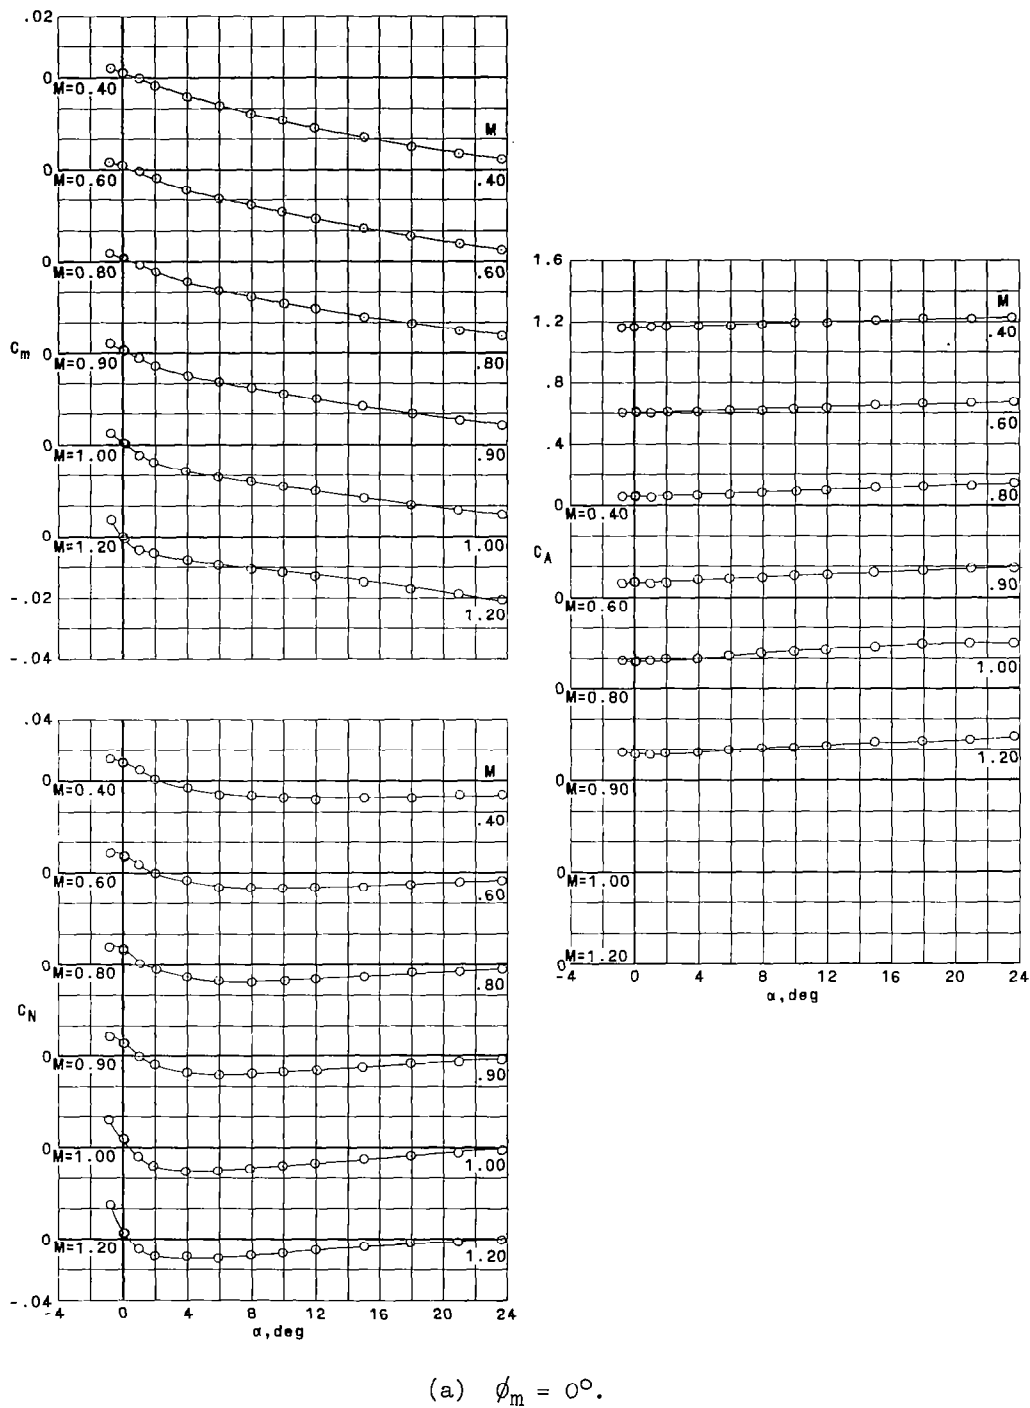 .02
0
M=0.40
M
.40
0
M=0.60
.60
0
M=0.80
.80
Cm
0
M=0.90
.90
0
M=1.00
1.00
0
M=1.20
1.20
-.02
-.04
.04
0
M=0.40
M
.40
0
M=0.60
.60
0
M=0.80
.80
CN
0
M=0.90
.90
0
M=1.00
1.00
0
M=1.20
1.20
-.04
-4 0 4 8 12 16 20 24
α,deg
1.6
M
1.2
.40
.8
.60
.4
.80
0
M=0.40
CA
.90
0
M=0.60
1.00
0
M=0.80
1.20
0
M=0.90
0
M=1.00
0
M=1.20
-4 0 4 8 12 16 20 24
α,deg
(a) ϕm = 0°.